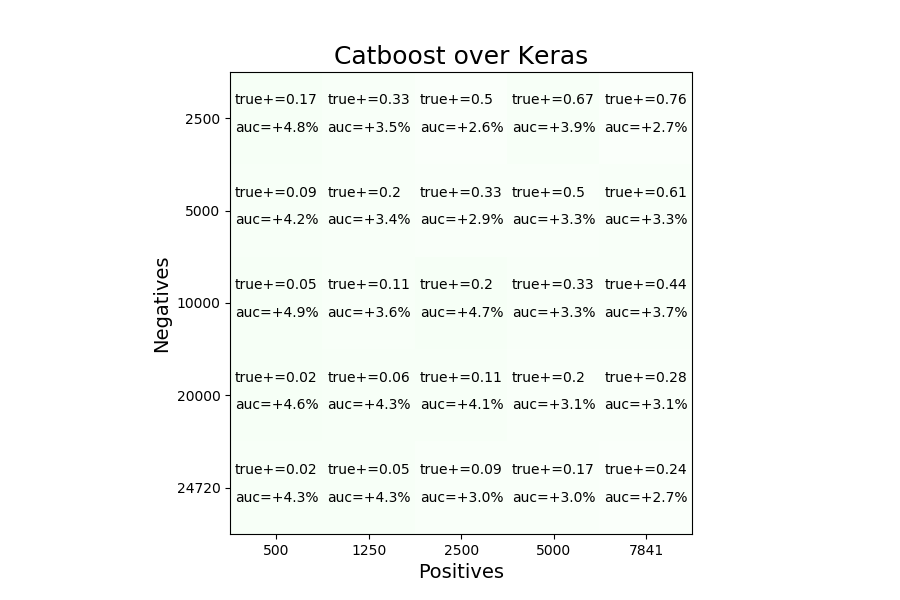 Catboost over Keras
2500
true+=0.17 true+=0.33 true+=0.5 true+=0.67 true+=0.76
auc=+4.8% auc=+3.5% auc=+2.6% auc=+3.9% auc=+2.7%
5000
true+=0.09 true+=0.2 true+=0.33 true+=0.5 true+=0.61
auc=+4.2% auc=+3.4% auc=+2.9% auc=+3.3% auc=+3.3%
10000
true+=0.05 true+=0.11 true+=0.2 true+=0.33 true+=0.44
auc=+4.9% auc=+3.6% auc=+4.7% auc=+3.3% auc=+3.7%
20000
true+=0.02 true+=0.06 true+=0.11 true+=0.2 true+=0.28
auc=+4.6% auc=+4.3% auc=+4.1% auc=+3.1% auc=+3.1%
24720
true+=0.02 true+=0.05 true+=0.09 true+=0.17 true+=0.24
auc=+4.3% auc=+4.3% auc=+3.0% auc=+3.0% auc=+2.7%
Negatives
500 1250 2500 5000 7841
Positives